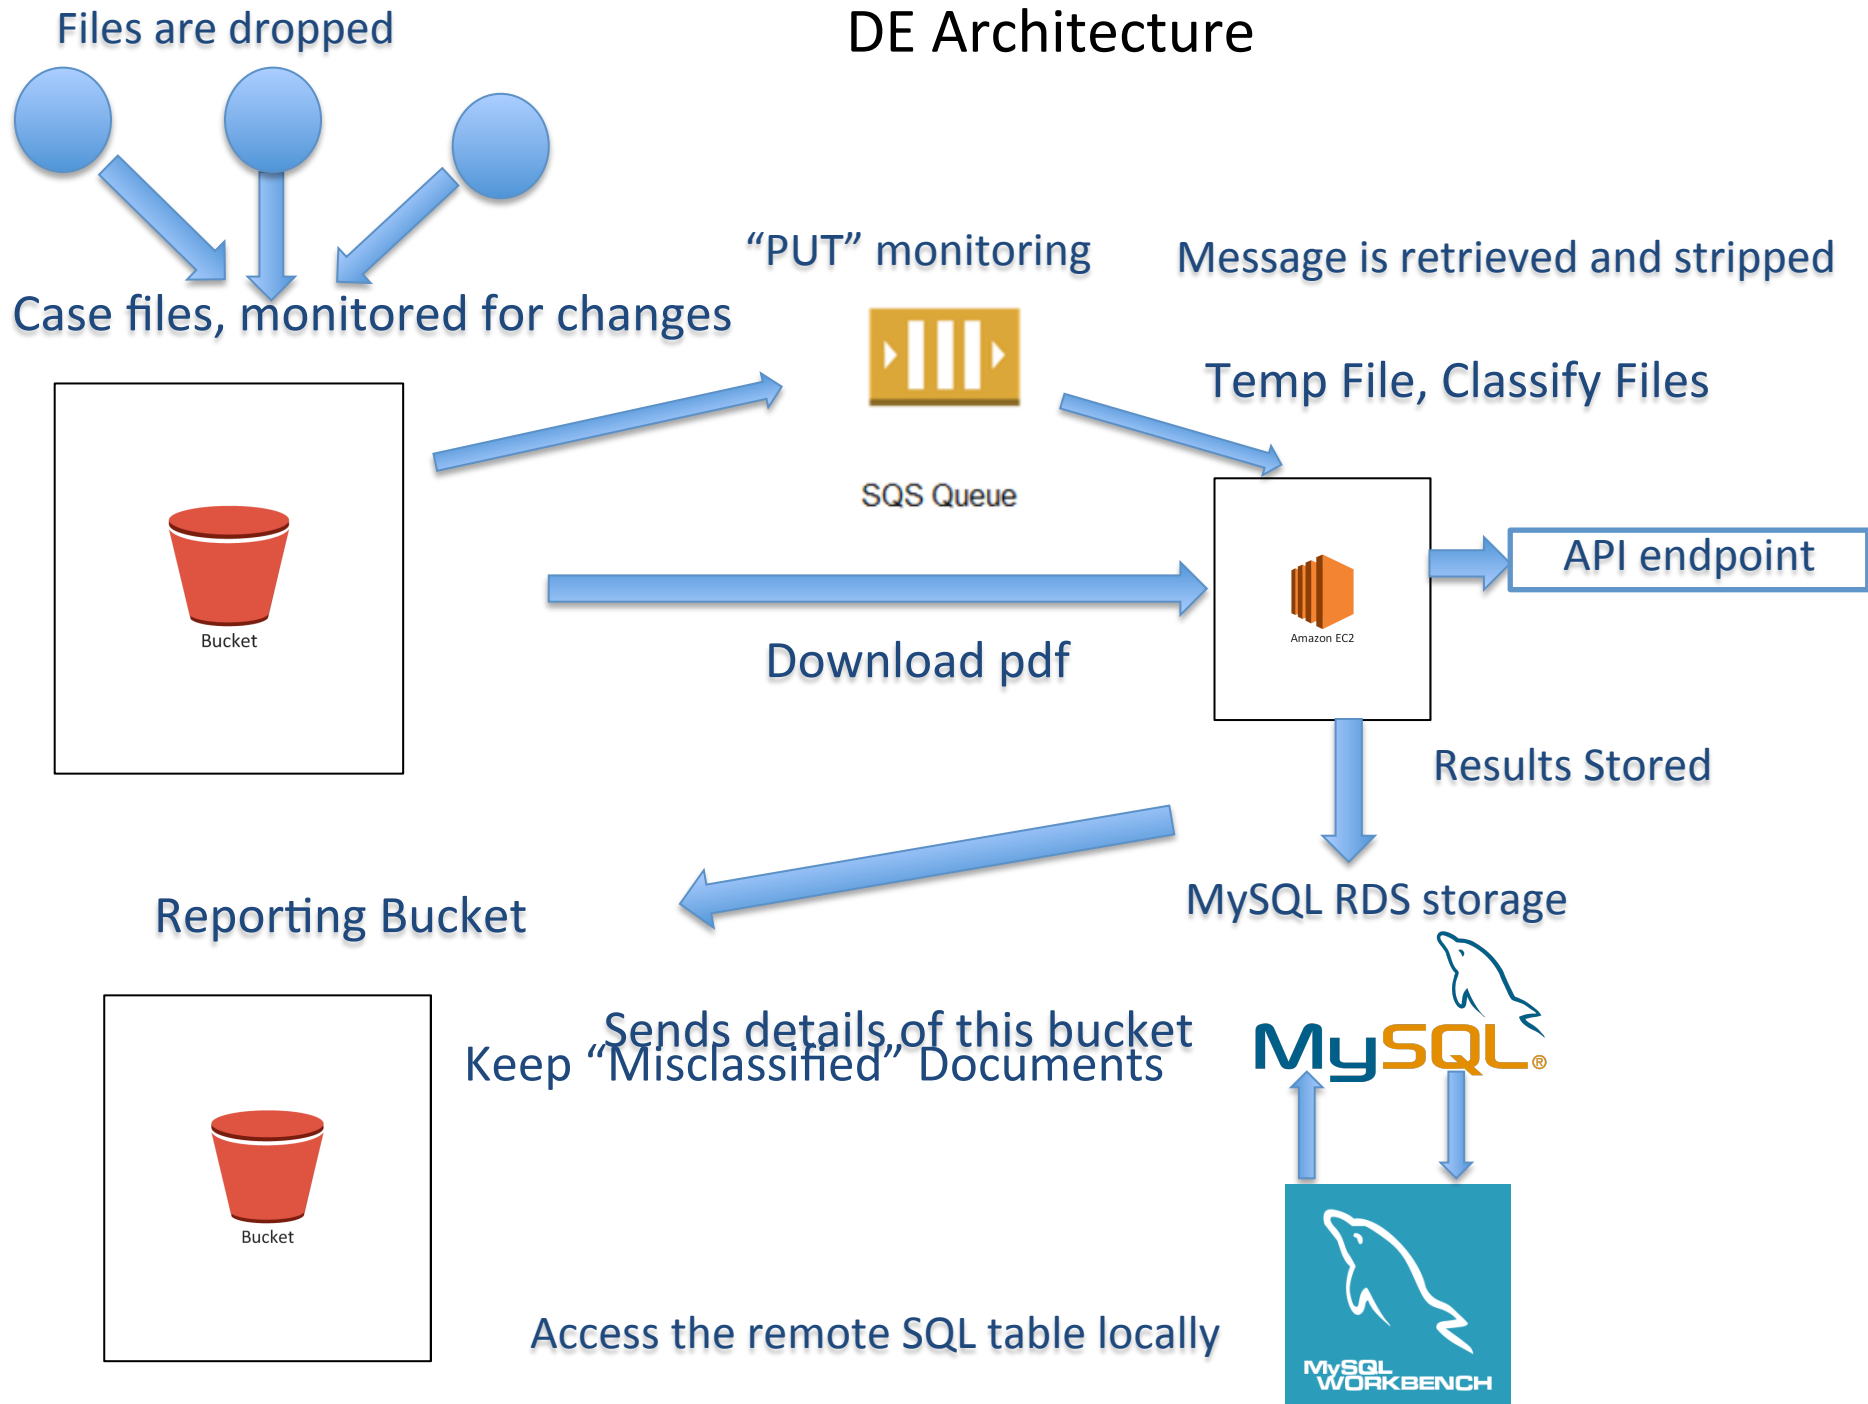 Files are dropped
DE Architecture
“PUT” monitoring
Message is retrieved and stripped
Case files, monitored for changes
Temp File, Classify Files
SQS Queue
API endpoint
Bucket
Amazon EC2
Download pdf
Results Stored
Reporting Bucket
MySQL RDS storage
Sends details of this bucket
Keep “Misclassified” Documents
MySQL®
Bucket
Access the remote SQL table locally
MySQL
WORKBENCH